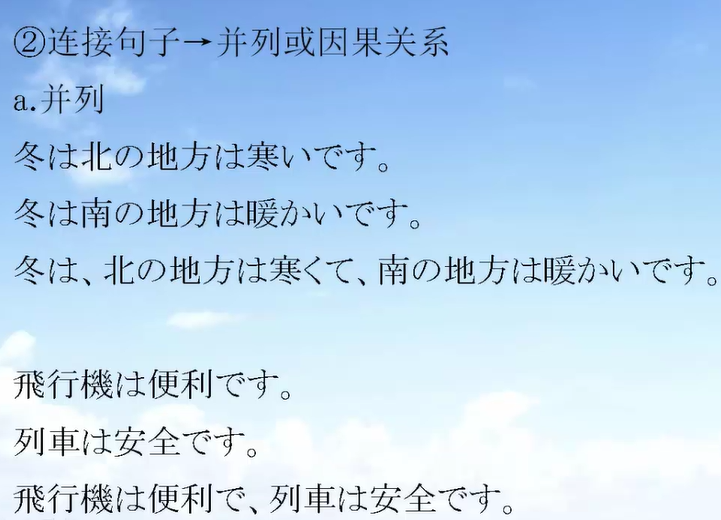 ②连接句子→并列或因果关系
a.并列
冬は北の地方は寒いです。
冬は南の地方は暖かいです。
冬は、北の地方は寒くて、南の地方は暖かいです。
飛行機は便利です。
列車は安全です。
飛行機は便利で、列車は安全です。